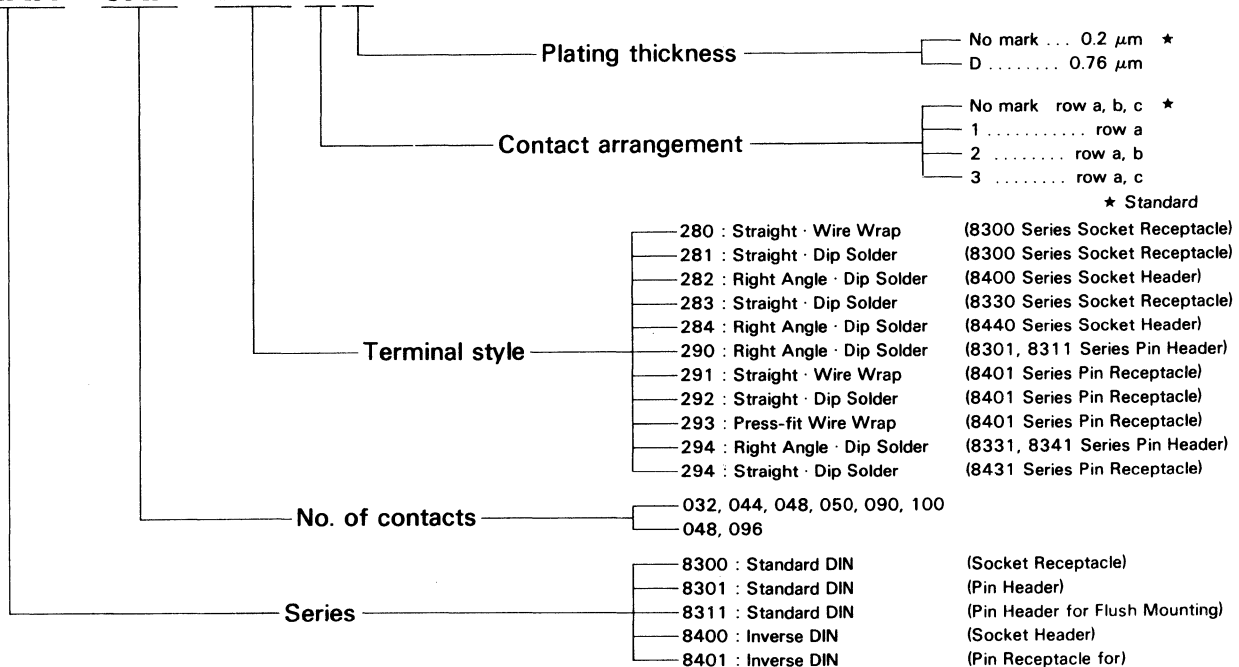 Plating thickness
No mark ... 0.2 μm ★
D ........ 0.76 μm
Contact arrangement
No mark row a, b, c ★
1 ........... row a
2 ........ row a, b
3 ........ row a, c
★ Standard
Terminal style
280 : Straight · Wire Wrap (8300 Series Socket Receptacle)
281 : Straight · Dip Solder (8300 Series Socket Receptacle)
282 : Right Angle · Dip Solder (8400 Series Socket Header)
283 : Straight · Dip Solder (8330 Series Socket Receptacle)
284 : Right Angle · Dip Solder (8440 Series Socket Header)
290 : Right Angle · Dip Solder (8301, 8311 Series Pin Header)
291 : Straight · Wire Wrap (8401 Series Pin Receptacle)
292 : Straight · Dip Solder (8401 Series Pin Receptacle)
293 : Press-fit Wire Wrap (8401 Series Pin Receptacle)
294 : Right Angle · Dip Solder (8331, 8341 Series Pin Header)
294 : Straight · Dip Solder (8431 Series Pin Receptacle)
No. of contacts
032, 044, 048, 050, 090, 100
048, 096
Series
8300 : Standard DIN (Socket Receptacle)
8301 : Standard DIN (Pin Header)
8311 : Standard DIN (Pin Header for Flush Mounting)
8400 : Inverse DIN (Socket Header)
8401 : Inverse DIN (Pin Receptacle for)